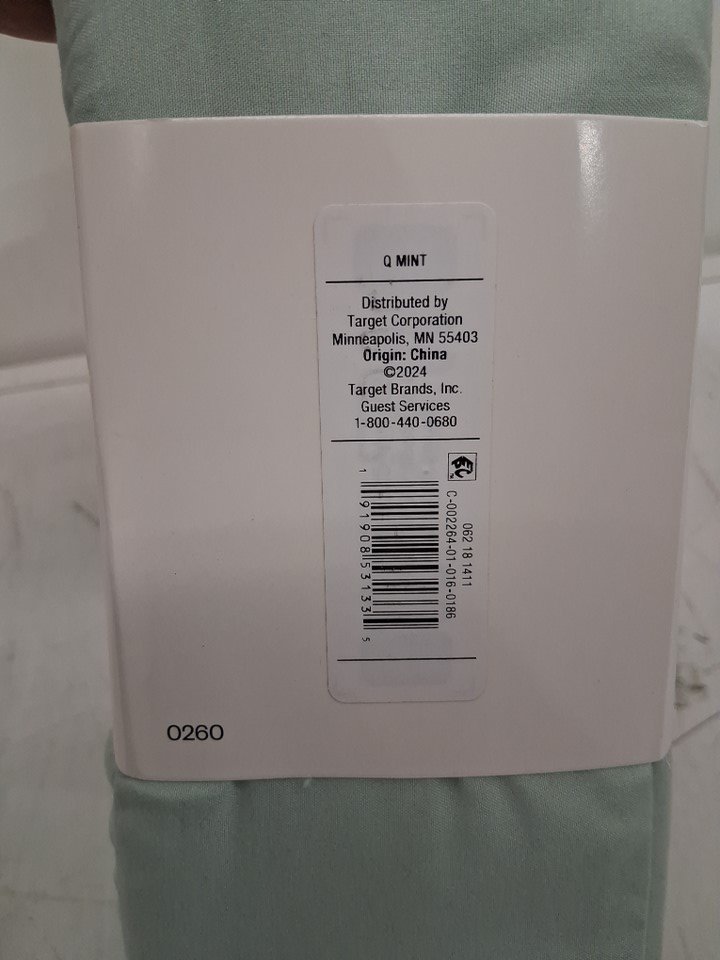 Q MINT
Distributed by
Target Corporation
Minneapolis, MN 55403
Origin: China
©2024
Target Brands, Inc.
Guest Services
1-800-440-0680
062 18 1411
C-002264-01-016-0186
1 91908 53133 5
0260